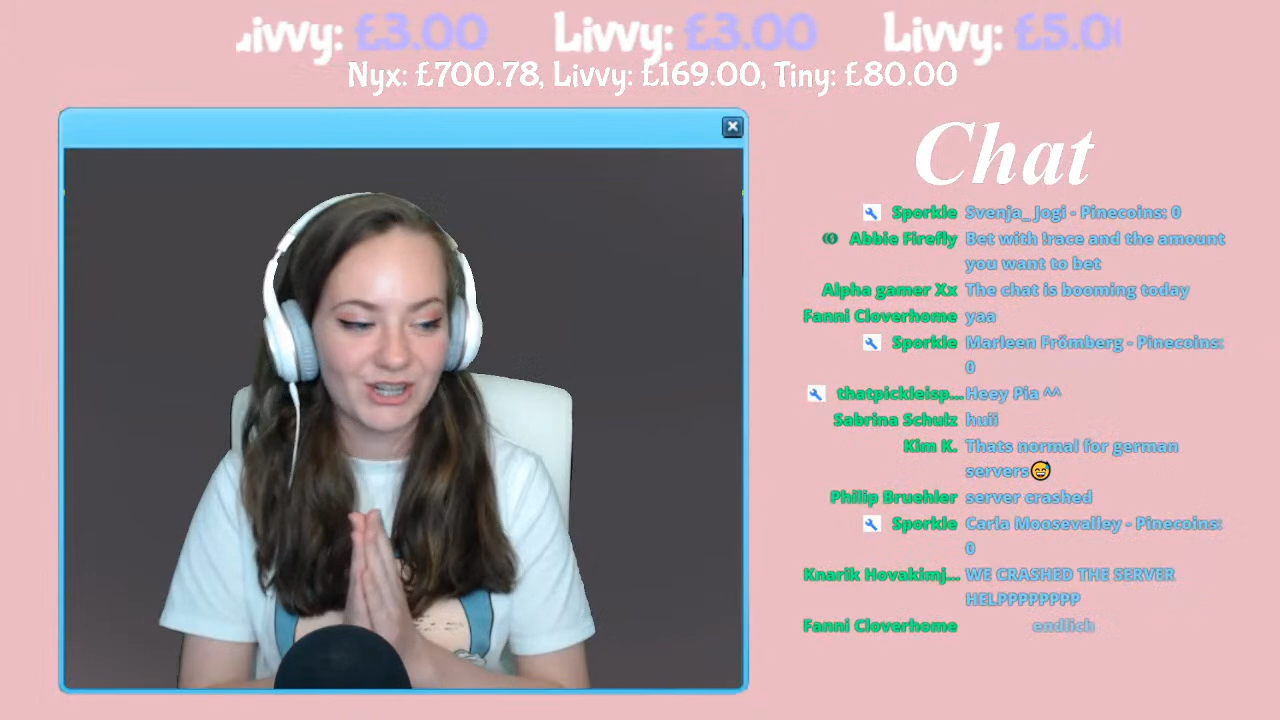 Livvy: £3.00 Livvy: £3.00 Livvy: £5.00
Nyx: £700.78, Livvy: £169.00, Tiny: £80.00
Chat
Sporkle Svenja_Jogi - Pinecoins: 0
Abbie Firefly Bet with !race and the amount
you want to bet
Alpha gamer Xx The chat is booming today
Fanni Cloverhome yaa
Sporkle Marleen Frömberg - Pinecoins:
0
thatpickleisp... Heey Pia ^^
Sabrina Schulz huii
Kim K. Thats normal for german
servers😅
Philip Bruehler server crashed
Sporkle Carla Moosevalley - Pinecoins:
0
Knarik Hovakimj... WE CRASHED THE SERVER
HELPPPPPPPP
Fanni Cloverhome endlich